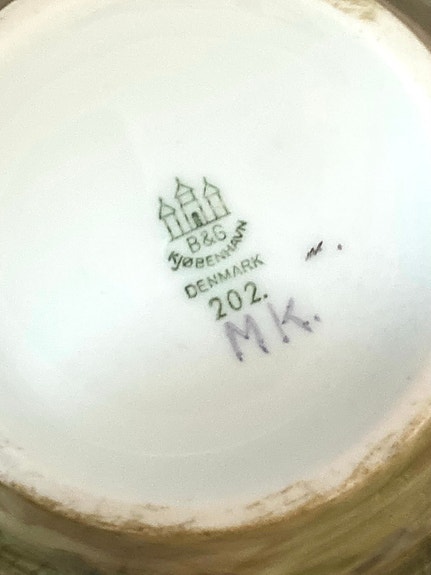 B&G
KJØBENHAVN
DENMARK
202.
MK.